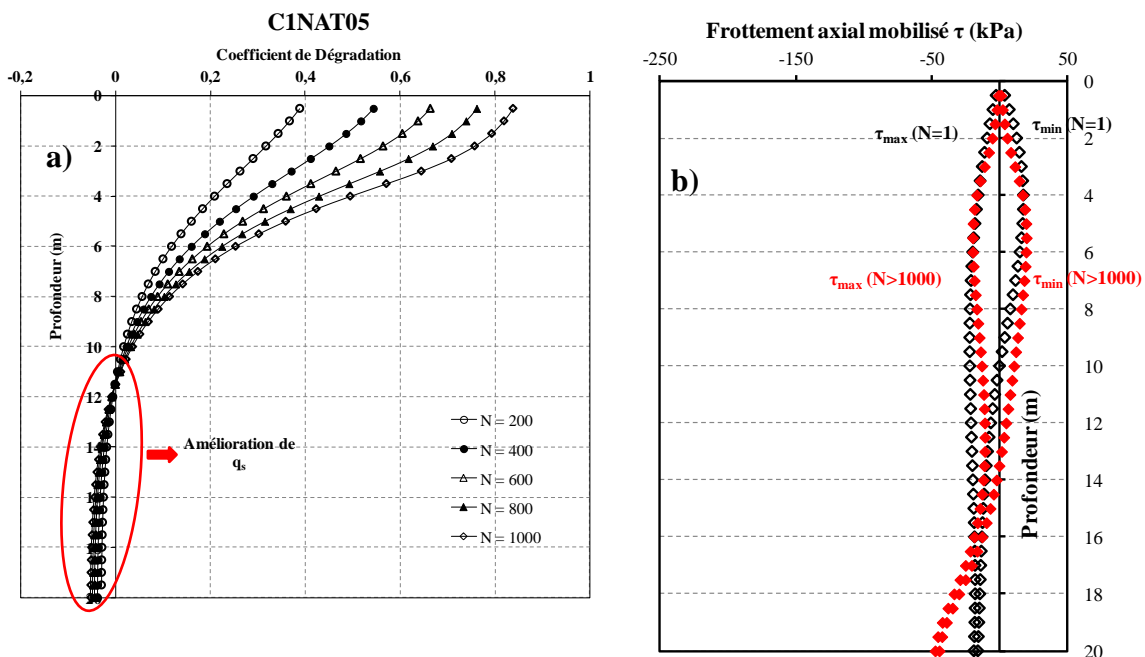 C1NAT05
Coefficient de Dégradation
-0,2 0 0,2 0,4 0,6 0,8 1
0
2
4
6
8
10
12
14
Profondeur (m)
a)
Amélioration de
qs
N = 200
N = 400
N = 600
N = 800
N = 1000
Frottement axial mobilisé τ (kPa)
-250 -150 -50 50
0
2
4
6
8
10
12
14
16
18
20
τmax (N=1)
τmin (N=1)
b)
τmax (N>1000)
τmin (N>1000)
Profondeur (m)